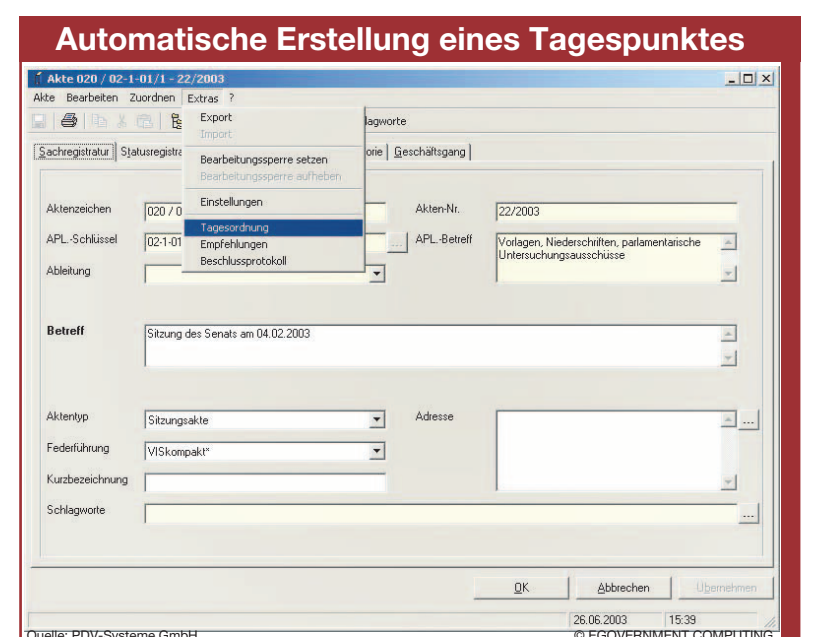 Automatische Erstellung eines Tagespunktes
Akte 020 / 02-1-01/1 - 22/2003
Akte Bearbeiten Zuordnen Extras ?
Export
Import
Bearbeitungssperre setzen
Bearbeitungssperre aufheben
Einstellungen
Tagesordnung
Empfehlungen
Beschlussprotokoll
lagworte
Sachregistratur Statusregistra orie Geschäftsgang
Aktenzeichen 020 / 0 Akten-Nr. 22/2003
APL.-Schlüssel 02-1-01 ... APL.-Betreff Vorlagen, Niederschriften, parlamentarische
Untersuchungsausschüsse
Ableitung
Betreff Sitzung des Senats am 04.02.2003
Aktentyp Sitzungsakte Adresse ...
Federführung VISkompakt*
Kurzbezeichnung
Schlagworte ...
OK Abbrechen Übernehmen
26.06.2003 15:39
Quelle: PDV-Systeme GmbH © EGOVERNMENT COMPUTING